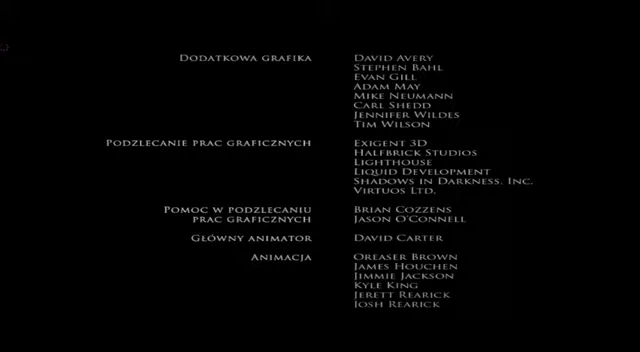 DODATKOWA GRAFIKA DAVID AVERY
STEPHEN BAHL
EVAN GILL
ADAM MAY
MIKE NEUMANN
CARL SHEDD
JENNIFER WILDES
TIM WILSON
PODZLECANIE PRAC GRAFICZNYCH EXIGENT 3D
HALFBRICK STUDIOS
LIGHTHOUSE
LIQUID DEVELOPMENT
SHADOWS IN DARKNESS, INC.
VIRTUOS LTD.
POMOC W PODZLECANIU BRIAN COZZENS
PRAC GRAFICZNYCH JASON O'CONNELL
GŁÓWNY ANIMATOR DAVID CARTER
ANIMACJA OREASER BROWN
JAMES HOUCHEN
JIMMIE JACKSON
KYLE KING
JERETT REARICK
JOSH REARICK